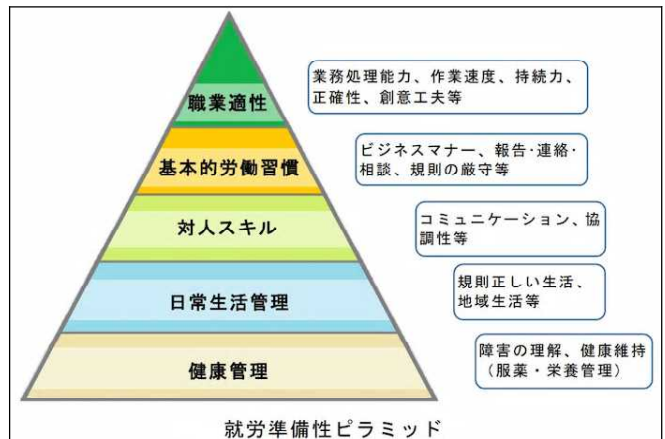 職業適性
業務処理能力、作業速度、持続力、
正確性、創意工夫等
基本的労働習慣
ビジネスマナー、報告・連絡・
相談、規則の厳守等
対人スキル
コミュニケーション、協
調性等
日常生活管理
規則正しい生活、
地域生活等
健康管理
障害の理解、健康維持
（服薬・栄養管理）
就労準備性ピラミッド